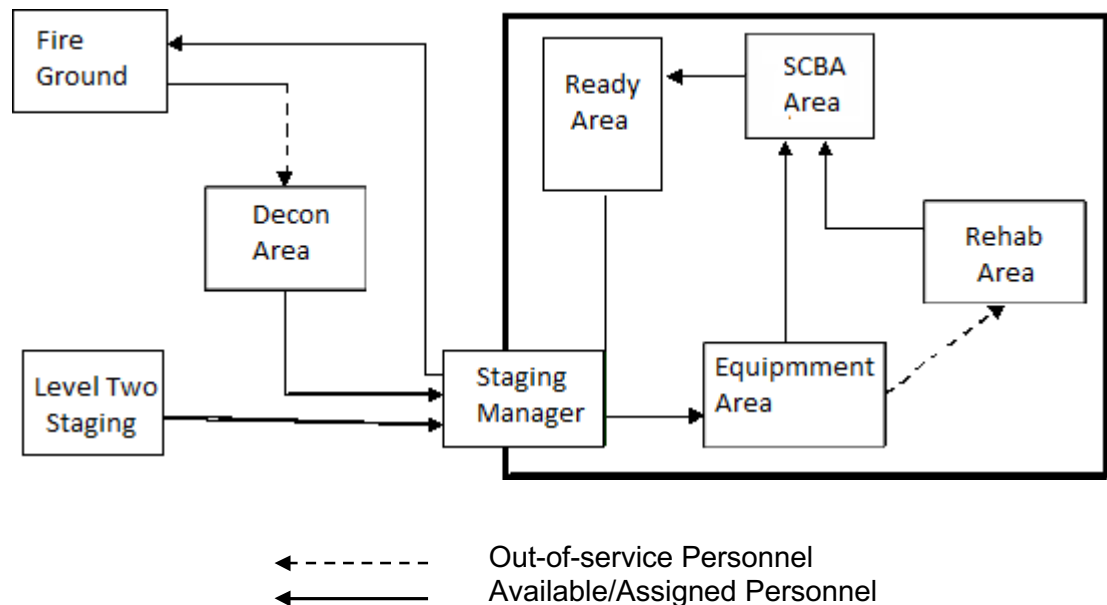 Fire
Ground
Ready
Area
SCBA
Area
Decon
Area
Rehab
Area
Level Two
Staging
Staging
Manager
Equipmment
Area
Out-of-service Personnel
Available/Assigned Personnel